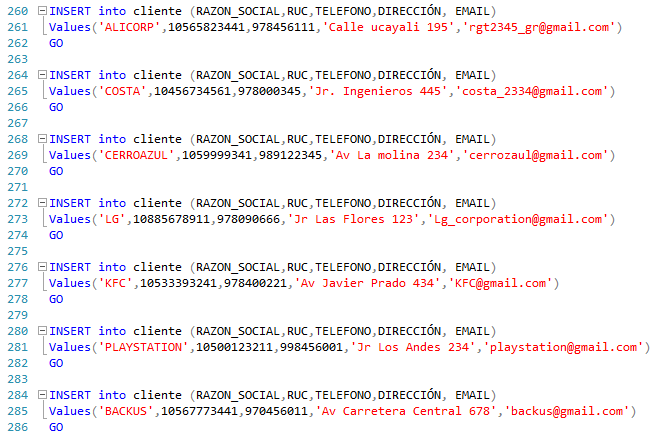 260 INSERT into cliente (RAZON_SOCIAL,RUC,TELEFONO,DIRECCIÓN, EMAIL)
261 Values('ALICORP',10565823441,978456111,'Calle ucayali 195','rgt2345_gr@gmail.com')
262 GO
263
264 INSERT into cliente (RAZON_SOCIAL,RUC,TELEFONO,DIRECCIÓN, EMAIL)
265 Values('COSTA',10456734561,978000345,'Jr. Ingenieros 445','costa_2334@gmail.com')
266 GO
267
268 INSERT into cliente (RAZON_SOCIAL,RUC,TELEFONO,DIRECCIÓN, EMAIL)
269 Values('CERROAZUL',1059999341,989122345,'Av La molina 234','cerrozaul@gmail.com')
270 GO
271
272 INSERT into cliente (RAZON_SOCIAL,RUC,TELEFONO,DIRECCIÓN, EMAIL)
273 Values('LG',10885678911,978090666,'Jr Las Flores 123','Lg_corporation@gmail.com')
274 GO
275
276 INSERT into cliente (RAZON_SOCIAL,RUC,TELEFONO,DIRECCIÓN, EMAIL)
277 Values('KFC',10533393241,978400221,'Av Javier Prado 434','KFC@gmail.com')
278 GO
279
280 INSERT into cliente (RAZON_SOCIAL,RUC,TELEFONO,DIRECCIÓN, EMAIL)
281 Values('PLAYSTATION',10500123211,998456001,'Jr Los Andes 234','playstation@gmail.com')
282 GO
283
284 INSERT into cliente (RAZON_SOCIAL,RUC,TELEFONO,DIRECCIÓN, EMAIL)
285 Values('BACKUS',10567773441,970456011,'Av Carretera Central 678','backus@gmail.com')
286 GO